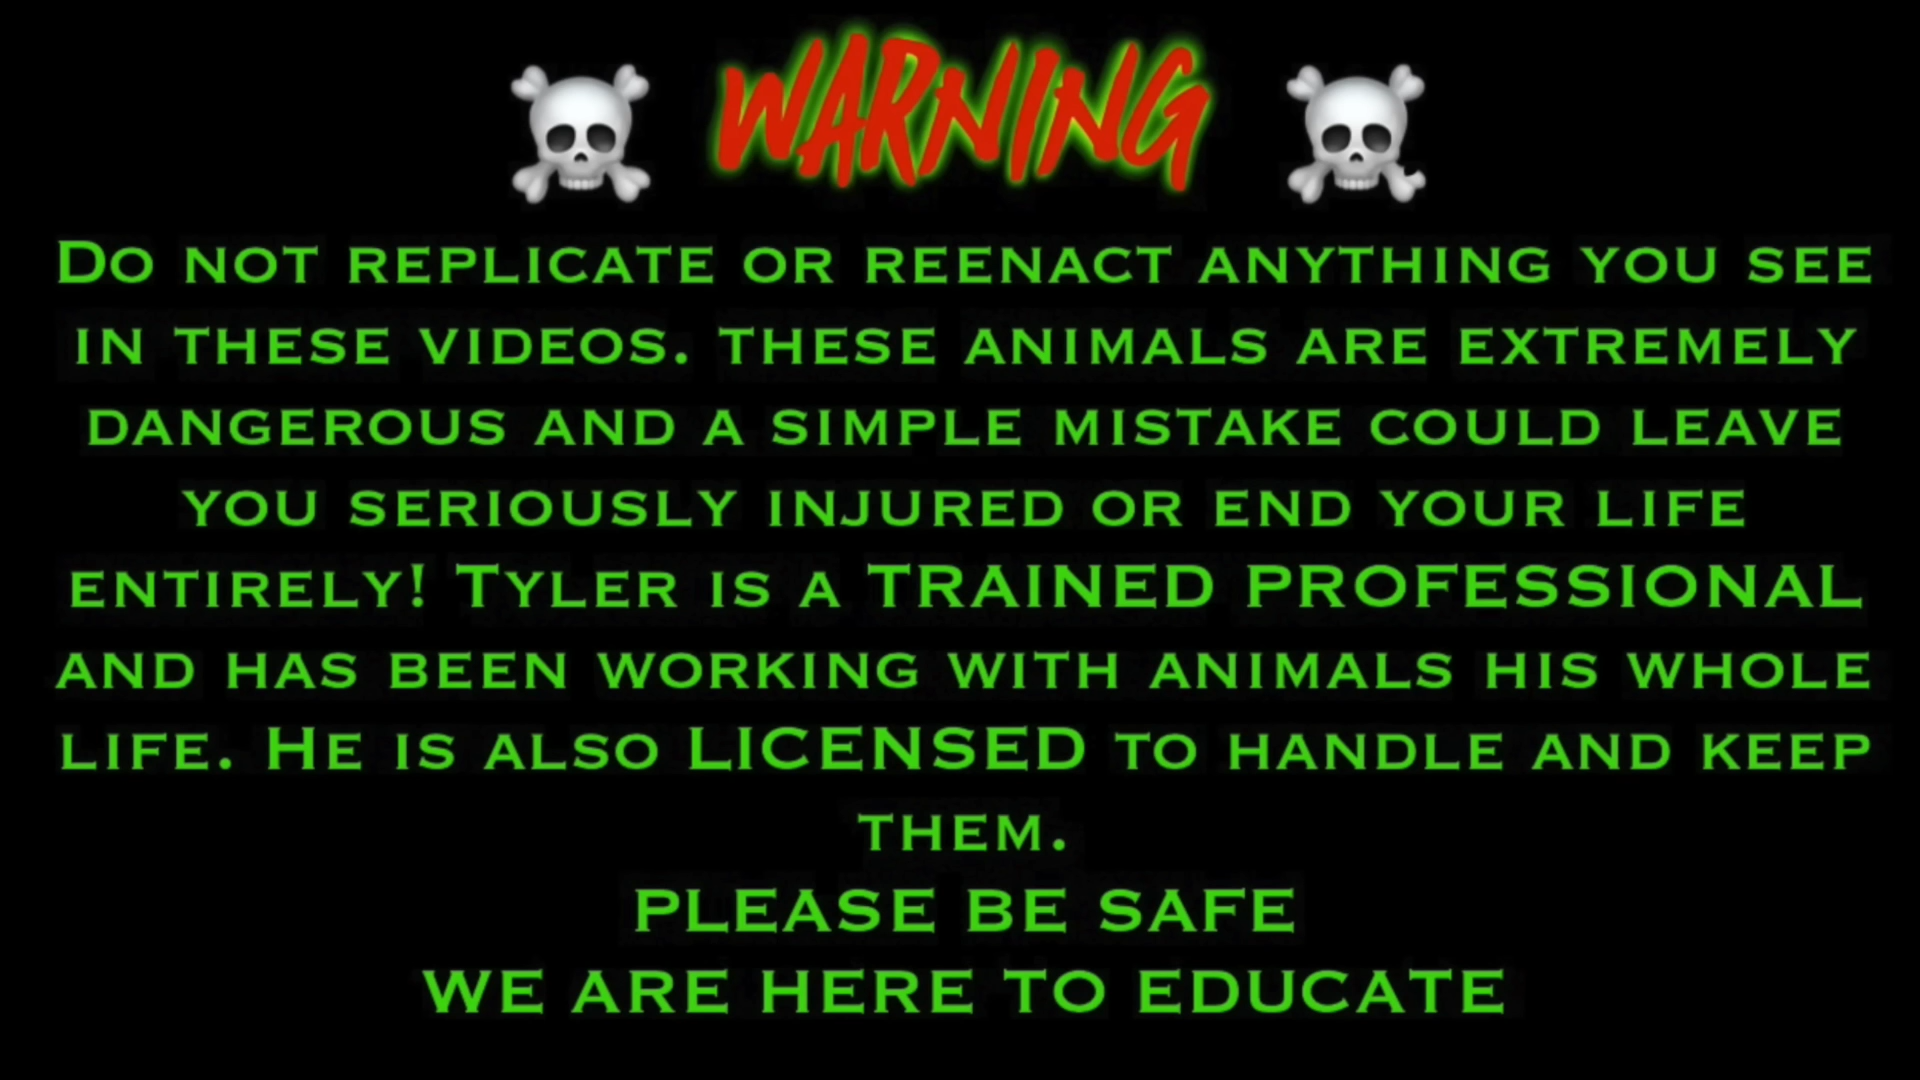 WARNING
Do not replicate or reenact anything you see
in these videos. these animals are extremely
dangerous and a simple mistake could leave
you seriously injured or end your life
entirely! Tyler is a TRAINED PROFESSIONAL
and has been working with animals his whole
life. He is also LICENSED to handle and keep
them.
PLEASE BE SAFE
WE ARE HERE TO EDUCATE